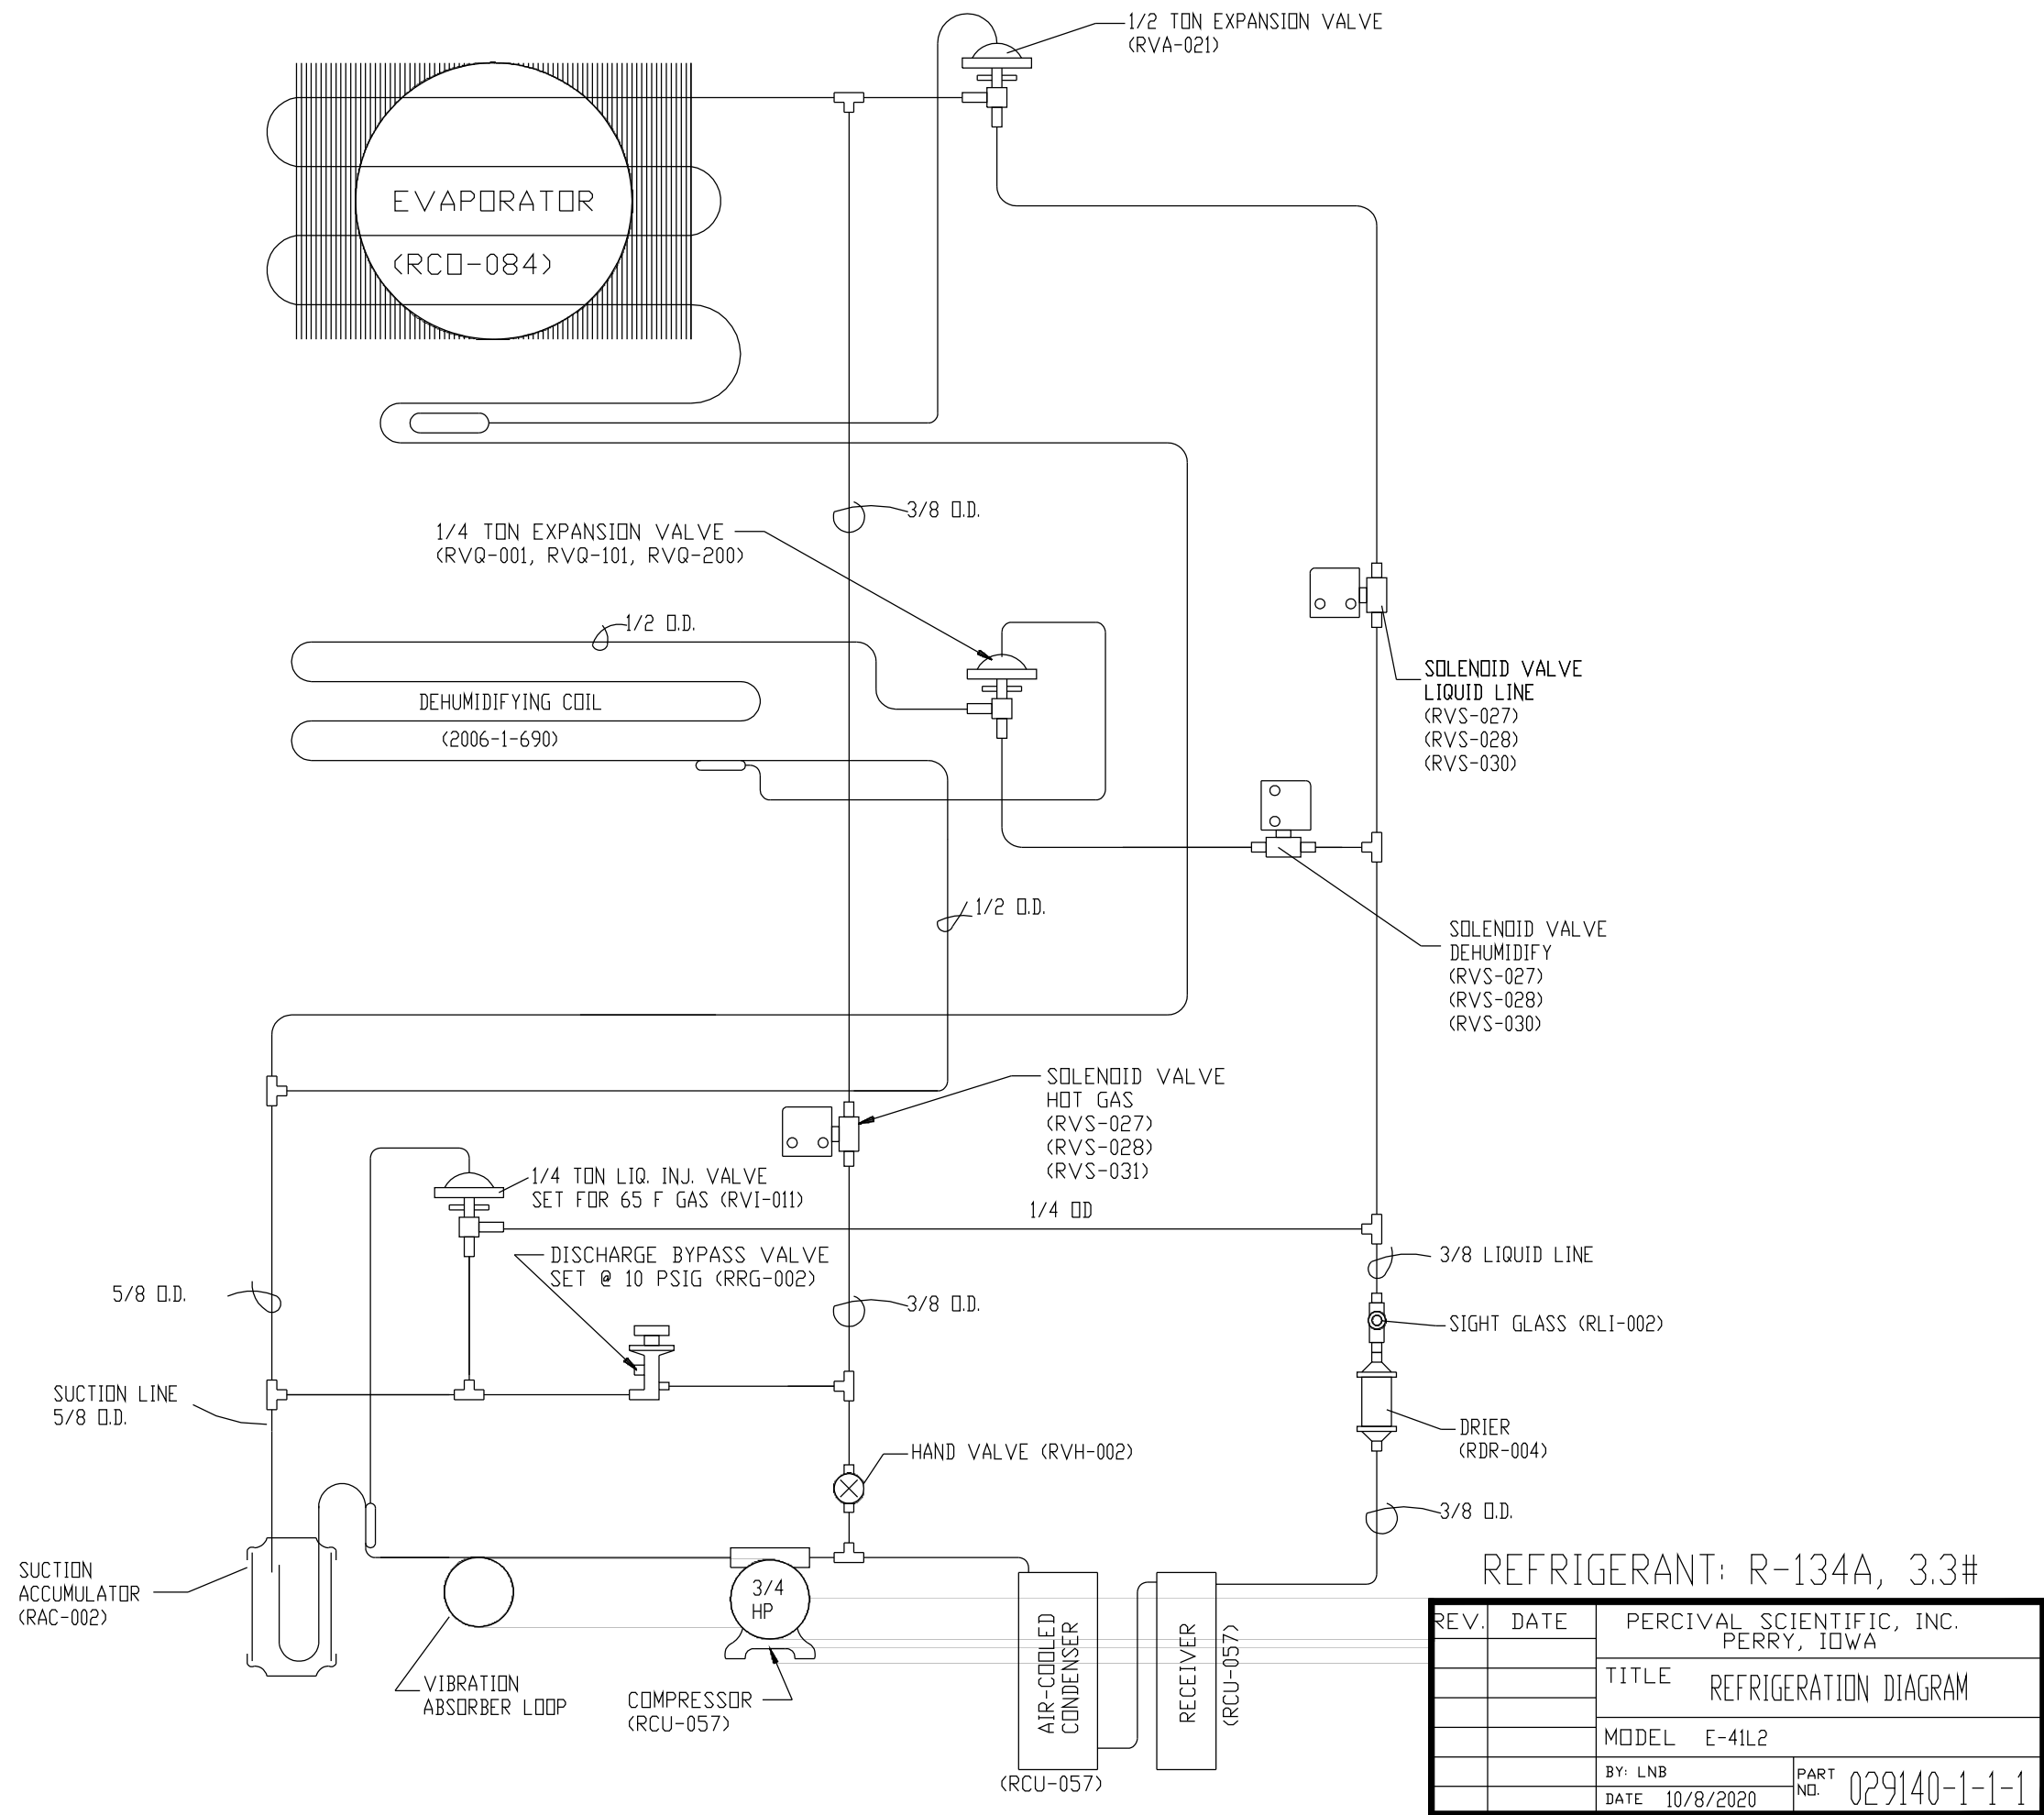 1/2 TON EXPANSION VALVE
(RVA-021)
EVAPORATOR
(RCO-084)
3/8 O.D.
1/4 TON EXPANSION VALVE
(RVQ-001, RVQ-101, RVQ-200)
1/2 O.D.
DEHUMIDIFYING COIL
(2006-1-690)
SOLENOID VALVE
LIQUID LINE
(RVS-027)
(RVS-028)
(RVS-030)
1/2 O.D.
SOLENOID VALVE
DEHUMIDIFY
(RVS-027)
(RVS-028)
(RVS-030)
SOLENOID VALVE
HOT GAS
(RVS-027)
(RVS-028)
(RVS-031)
1/4 TON LIQ. INJ. VALVE
SET FOR 65 F GAS (RVI-011)
1/4 OD
DISCHARGE BYPASS VALVE
SET @ 10 PSIG (RRG-002)
3/8 LIQUID LINE
5/8 O.D.
3/8 O.D.
SIGHT GLASS (RLI-002)
SUCTION LINE
5/8 O.D.
DRIER
(RDR-004)
HAND VALVE (RVH-002)
3/8 O.D.
SUCTION
ACCUMULATOR
(RAC-002)
3/4
HP
VIBRATION
ABSORBER LOOP
COMPRESSOR
(RCU-057)
AIR-COOLED
CONDENSER
(RCU-057)
RECEIVER
(RCU-057)
REFRIGERANT: R-134A, 3.3#
REV. DATE
PERCIVAL SCIENTIFIC, INC.
PERRY, IOWA
TITLE REFRIGERATION DIAGRAM
MODEL E-41L2
BY: LNB
DATE 10/8/2020
PART
NO. 029140-1-1-1